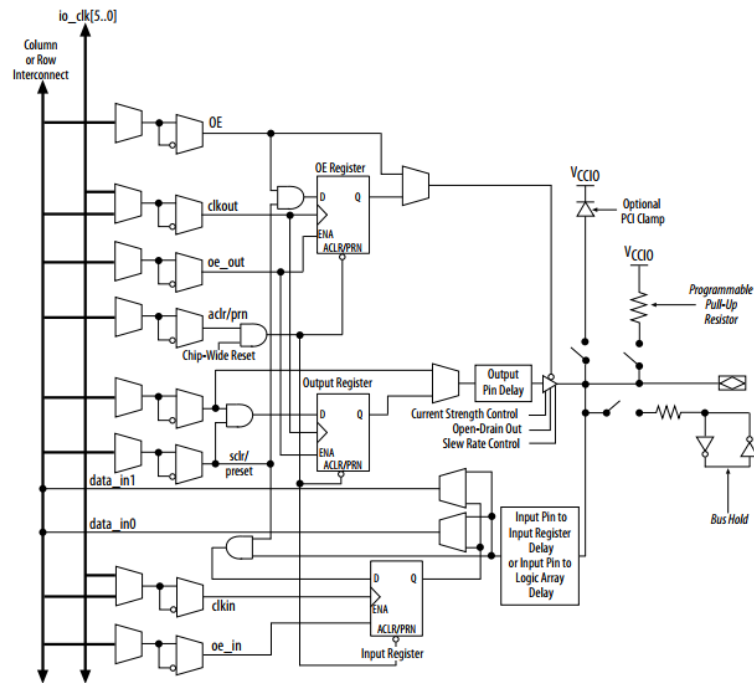 io_clk[5..0]
Column
or Row
Interconnect
OE
OE Register
D
Q
ENA
ACLR/PRN
clkout
oe_out
aclr/prn
Chip-Wide Reset
VCCIO
Optional
PCI Clamp
VCCIO
Programmable
Pull-Up
Resistor
Output Register
D
Q
ENA
ACLR/PRN
Output
Pin Delay
Current Strength Control
Open-Drain Out
Slew Rate Control
sclr/
preset
data_in1
data_in0
Bus Hold
Input Pin to
Input Register
Delay
or Input Pin to
Logic Array
Delay
D
Q
ENA
ACLR/PRN
Input Register
clkin
oe_in